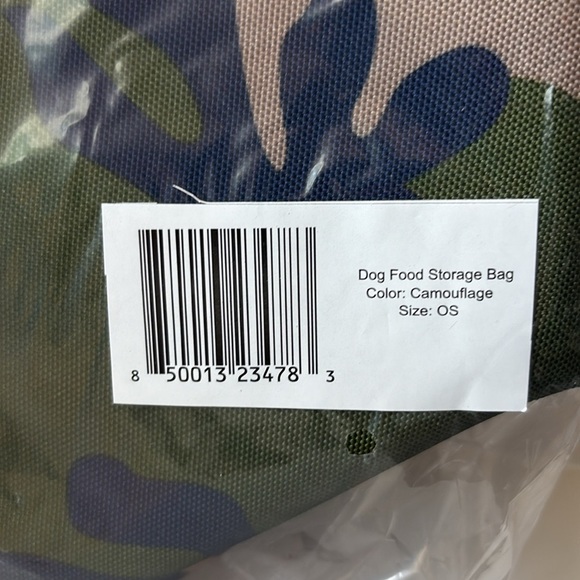 Dog Food Storage Bag
Color: Camouflage
Size: OS
8 50013 23478 3